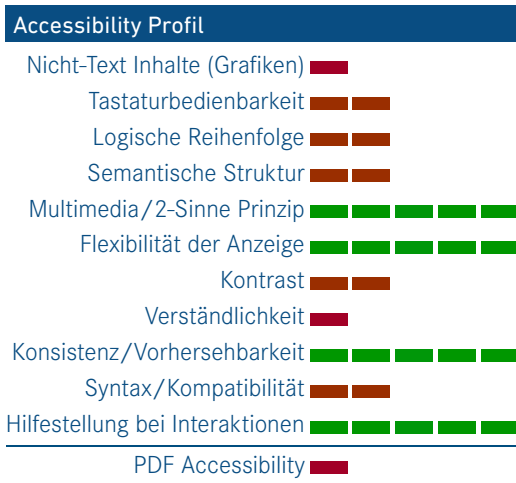 Accessibility Profil
Nicht-Text Inhalte (Grafiken)
Tastaturbedienbarkeit
Logische Reihenfolge
Semantische Struktur
Multimedia/2-Sinne Prinzip
Flexibilität der Anzeige
Kontrast
Verständlichkeit
Konsistenz/Vorhersehbarkeit
Syntax/Kompatibilität
Hilfestellung bei Interaktionen
PDF Accessibility